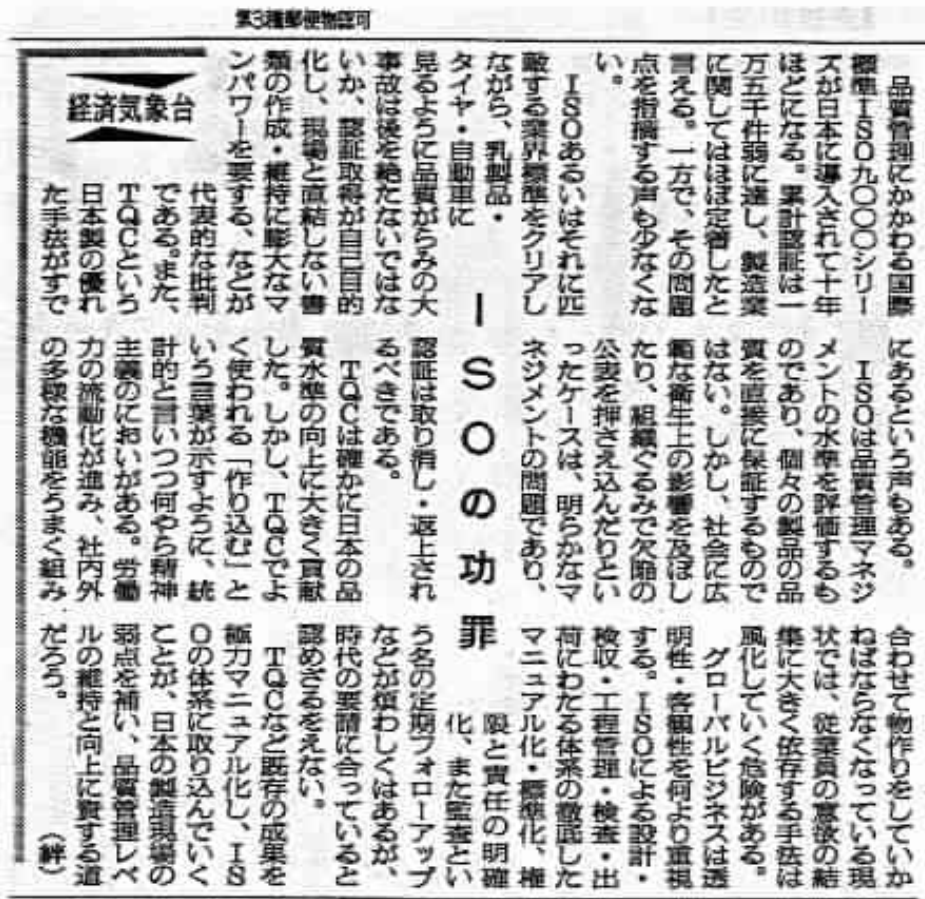 第3種郵便物認可
経済気象台
ISOの功罪
品質管理にかかわる国際
標準ISO九〇〇〇シリー
ズが日本に導入されて十年
ほどになる。累計認証は一
万五千件弱に達し、製造業
に関してはほぼ定着したと
言える。一方で、その問題
点を指摘する声も少なくな
い。
ISOあるいはそれに匹
敵する業界標準をクリアし
ながら、乳製品・
タイヤ・自動車に
見るように品質がらみの大
事故は後を絶たないではな
いか、認証取得が自己目的
化し、現場と直結しない書
類の作成・維持に膨大なマ
ンパワーを要する、などが
代表的な批判
である。また、
TQCという
日本製の優れ
た手法がすで
にあるという声もある。
ISOは品質管理マネジ
メントの水準を評価するも
のであり、個々の製品の品
質を直接に保証するもので
はない。しかし、社会に広
範な衛生上の影響を及ぼし
たり、組織ぐるみで欠陥の
公表を押さえ込んだりとい
ったケースは、明らかなマ
ネジメントの問題であり、
認証は取り消し・返上され
るべきである。
TQCは確かに日本の品
質水準の向上に大きく貢献
した。しかし、TQCでよ
く使われる「作り込む」と
いう言葉が示すように、統
計的と言いつつ何やら精神
主義のにおいがある。労働
力の流動化が進み、社内外
の多様な機能をうまく組み
合わせて物作りをしていか
ねばならなくなっている現
状では、従業員の意欲の結
集に大きく依存する手法は
風化していく危険がある。
グローバルビジネスは透
明性・客観性を何より重視
する。ISOによる設計・
検収・工程管理・検査・出
荷にわたる体系の徹底した
マニュアル化・標準化、権
限と責任の明確
化、また監査とい
う名の定期フォローアップ
などが煩わしくはあるが、
時代の要請に合っていると
認めざるをえない。
TQCなど既存の成果を
極力マニュアル化し、IS
Oの体系に取り込んでいく
ことが、日本の製造現場の
弱点を補い、品質管理レベ
ルの維持と向上に資する道
だろう。
（絆）